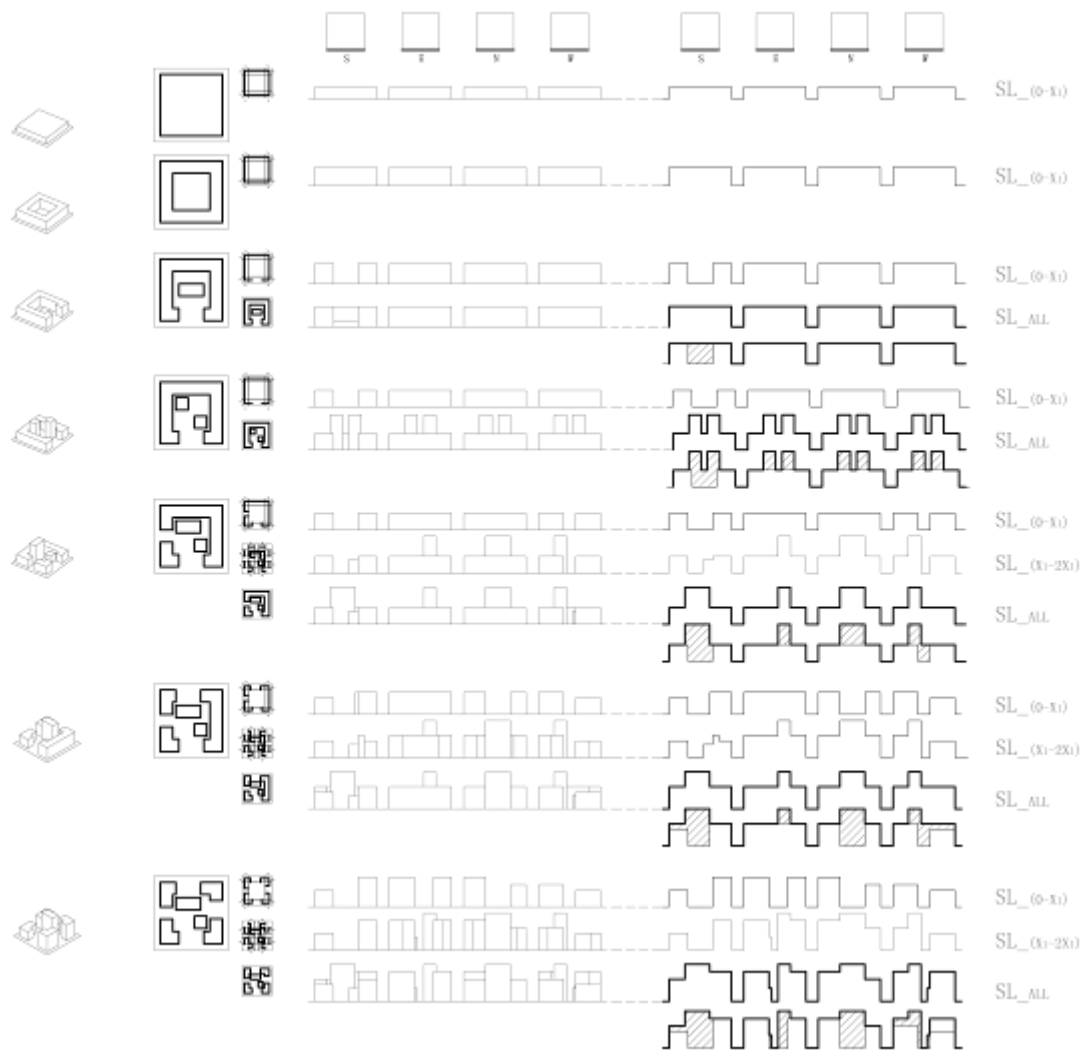 S E N W S E N W
SL_(0-X1)
SL_(0-X1)
SL_(0-X1)
SL_ALL
SL_(0-X1)
SL_ALL
SL_(0-X1)
SL_(X1-2X1)
SL_ALL
SL_(0-X1)
SL_(X1-2X1)
SL_ALL
SL_(0-X1)
SL_(X1-2X1)
SL_ALL